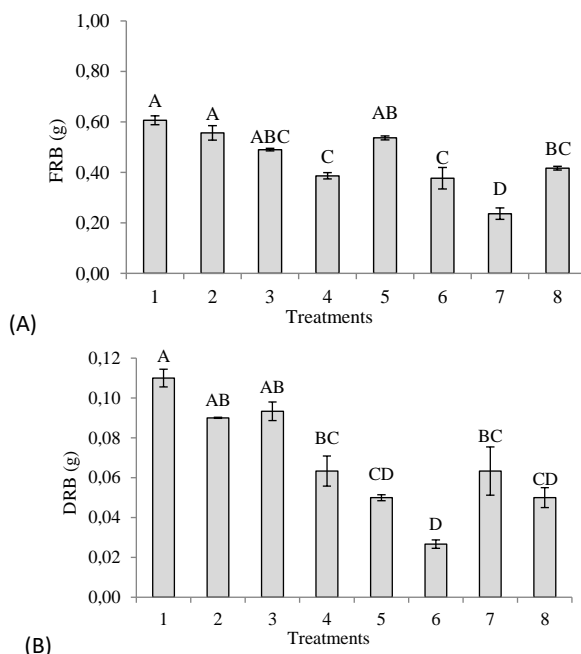 1,00
0,80
0,60
0,40
0,20
0,00
FRB (g)
A
A
ABC
C
AB
C
D
BC
1 2 3 4 5 6 7 8
Treatments
(A)
0,12
0,10
0,08
0,06
0,04
0,02
0,00
DRB (g)
A
AB
AB
BC
CD
D
BC
CD
1 2 3 4 5 6 7 8
Treatments
(B)